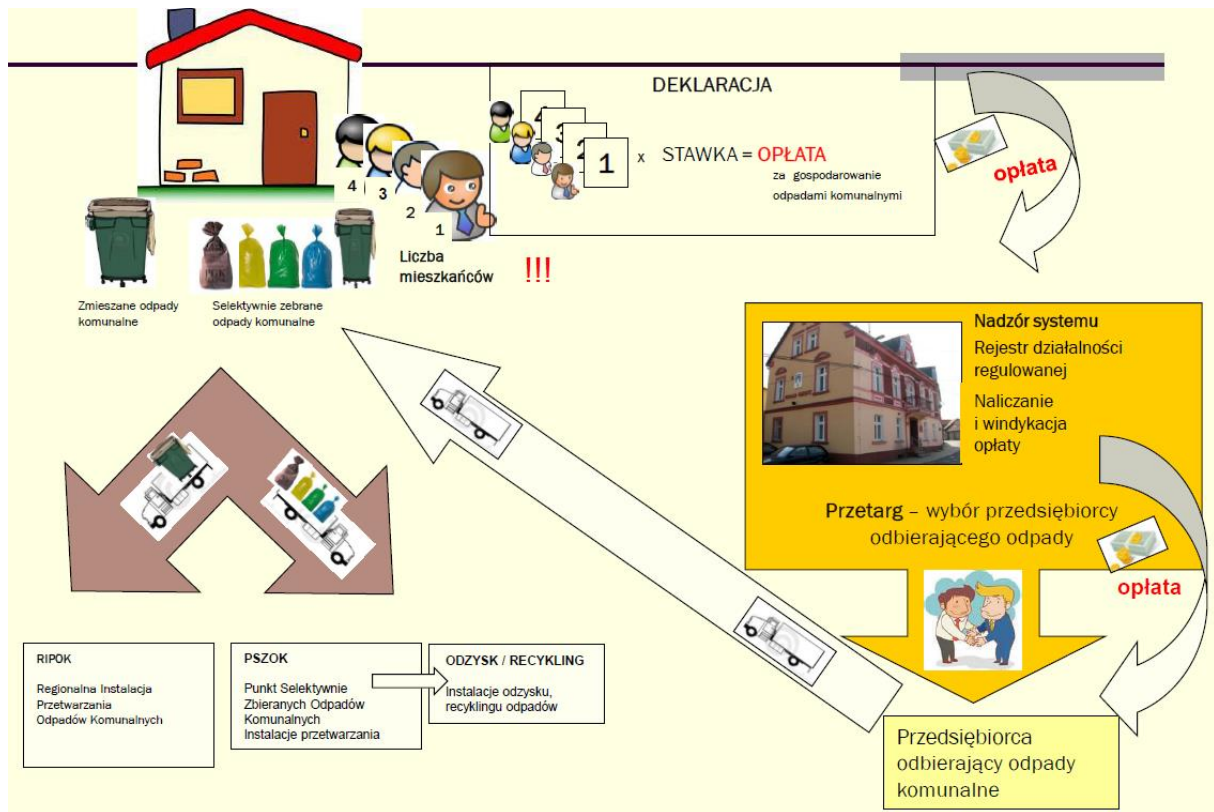 DEKLARACJA
4
3
2
1
x STAWKA = OPŁATA
za gospodarowanie
odpadami komunalnymi
opłata
4
3
2
1
Liczba
mieszkańców
!!!
Zmieszane odpady
komunalne
Selektywnie zebrane
odpady komunalne
Nadzór systemu
Rejestr działalności
regulowanej
Naliczanie
i windykacja
opłaty
Przetarg – wybór przedsiębiorcy
odbierającego odpady
opłata
RIPOK
Regionalna Instalacja
Przetwarzania
Odpadów Komunalnych
PSZOK
Punkt Selektywnie
Zbieranych Odpadów
Komunalnych
Instalacje przetwarzania
ODZYSK / RECYKLING
Instalacje odzysku,
recyklingu odpadów
Przedsiębiorca
odbierający odpady
komunalne